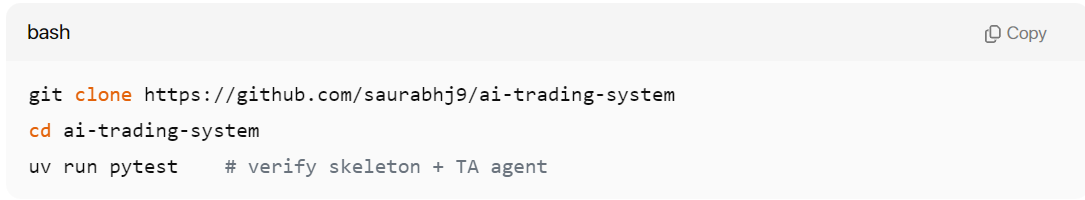 bash
Copy
git clone https://github.com/saurabhj9/ai-trading-system
cd ai-trading-system
uv run pytest    # verify skeleton + TA agent